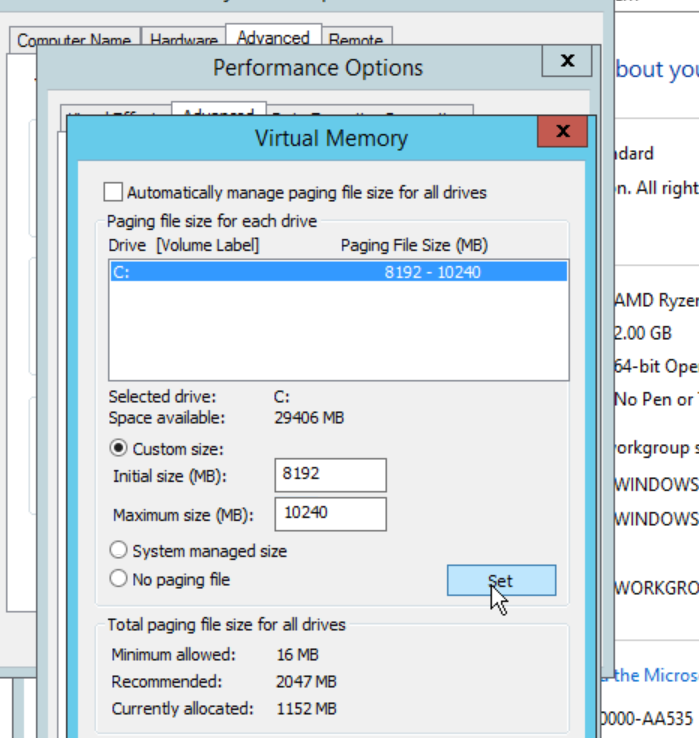 Computer Name Hardware Advanced Remote
Performance Options x
Advanced
Virtual Memory x
Automatically manage paging file size for all drives
Paging file size for each drive
Drive [Volume Label] Paging File Size (MB)
C: 8192 - 10240
Selected drive: C:
Space available: 29406 MB
Custom size:
Initial size (MB): 8192
Maximum size (MB): 10240
System managed size
No paging file
Set
Total paging file size for all drives
Minimum allowed: 16 MB
Recommended: 2047 MB
Currently allocated: 1152 MB
bout you
dard
n. All right
AMD Ryzen
2.00 GB
64-bit Ope
No Pen or
orkgroup s
WINDOWS
WINDOWS
WORKGRO
the Micros
0000-AA535